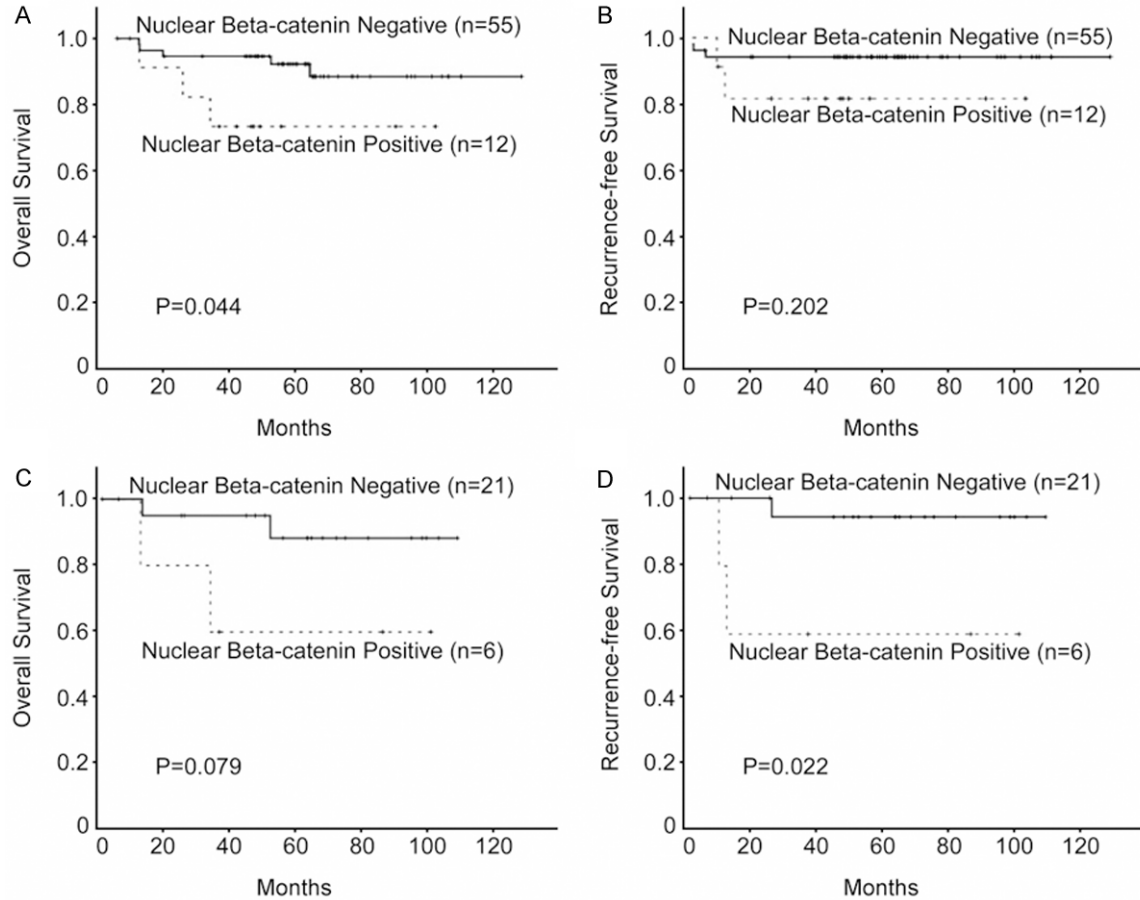 A
Nuclear Beta-catenin Negative (n=55)
1.0
0.8
Nuclear Beta-catenin Positive (n=12)
0.6
Overall Survival
0.4
0.2
P=0.044
0
0 20 40 60 80 100 120
Months
B
Nuclear Beta-catenin Negative (n=55)
1.0
0.8
Nuclear Beta-catenin Positive (n=12)
0.6
Recurrence-free Survival
0.4
0.2
P=0.202
0
0 20 40 60 80 100 120
Months
C
Nuclear Beta-catenin Negative (n=21)
1.0
0.8
0.6
Nuclear Beta-catenin Positive (n=6)
Overall Survival
0.4
0.2
P=0.079
0
0 20 40 60 80 100 120
Months
D
Nuclear Beta-catenin Negative (n=21)
1.0
0.8
0.6
Nuclear Beta-catenin Positive (n=6)
Recurrence-free Survival
0.4
0.2
P=0.022
0
0 20 40 60 80 100 120
Months